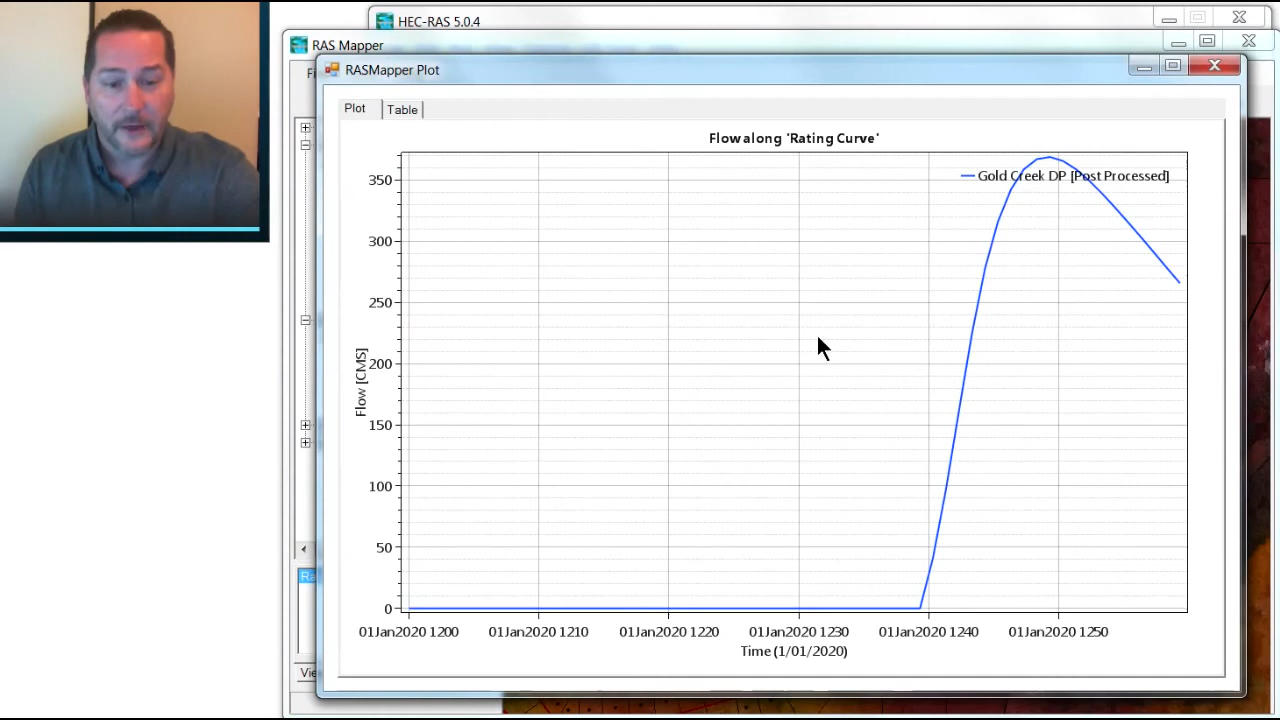 HEC-RAS 5.0.4
RAS Mapper
RASMapper Plot
Plot
Table
Flow along 'Rating Curve'
Gold Creek DP [Post Processed]
350
300
250
200
150
100
50
0
Flow [CMS]
01Jan2020 1200 01Jan2020 1210 01Jan2020 1220 01Jan2020 1230 01Jan2020 1240 01Jan2020 1250
Time (1/01/2020)